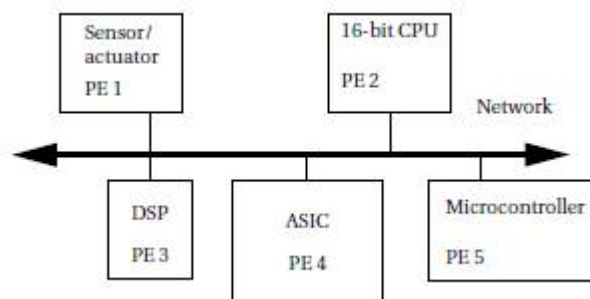 Sensor/
actuator
PE 1
16-bit CPU
PE 2
Network
DSP
PE 3
ASIC
PE 4
Microcontroller
PE 5